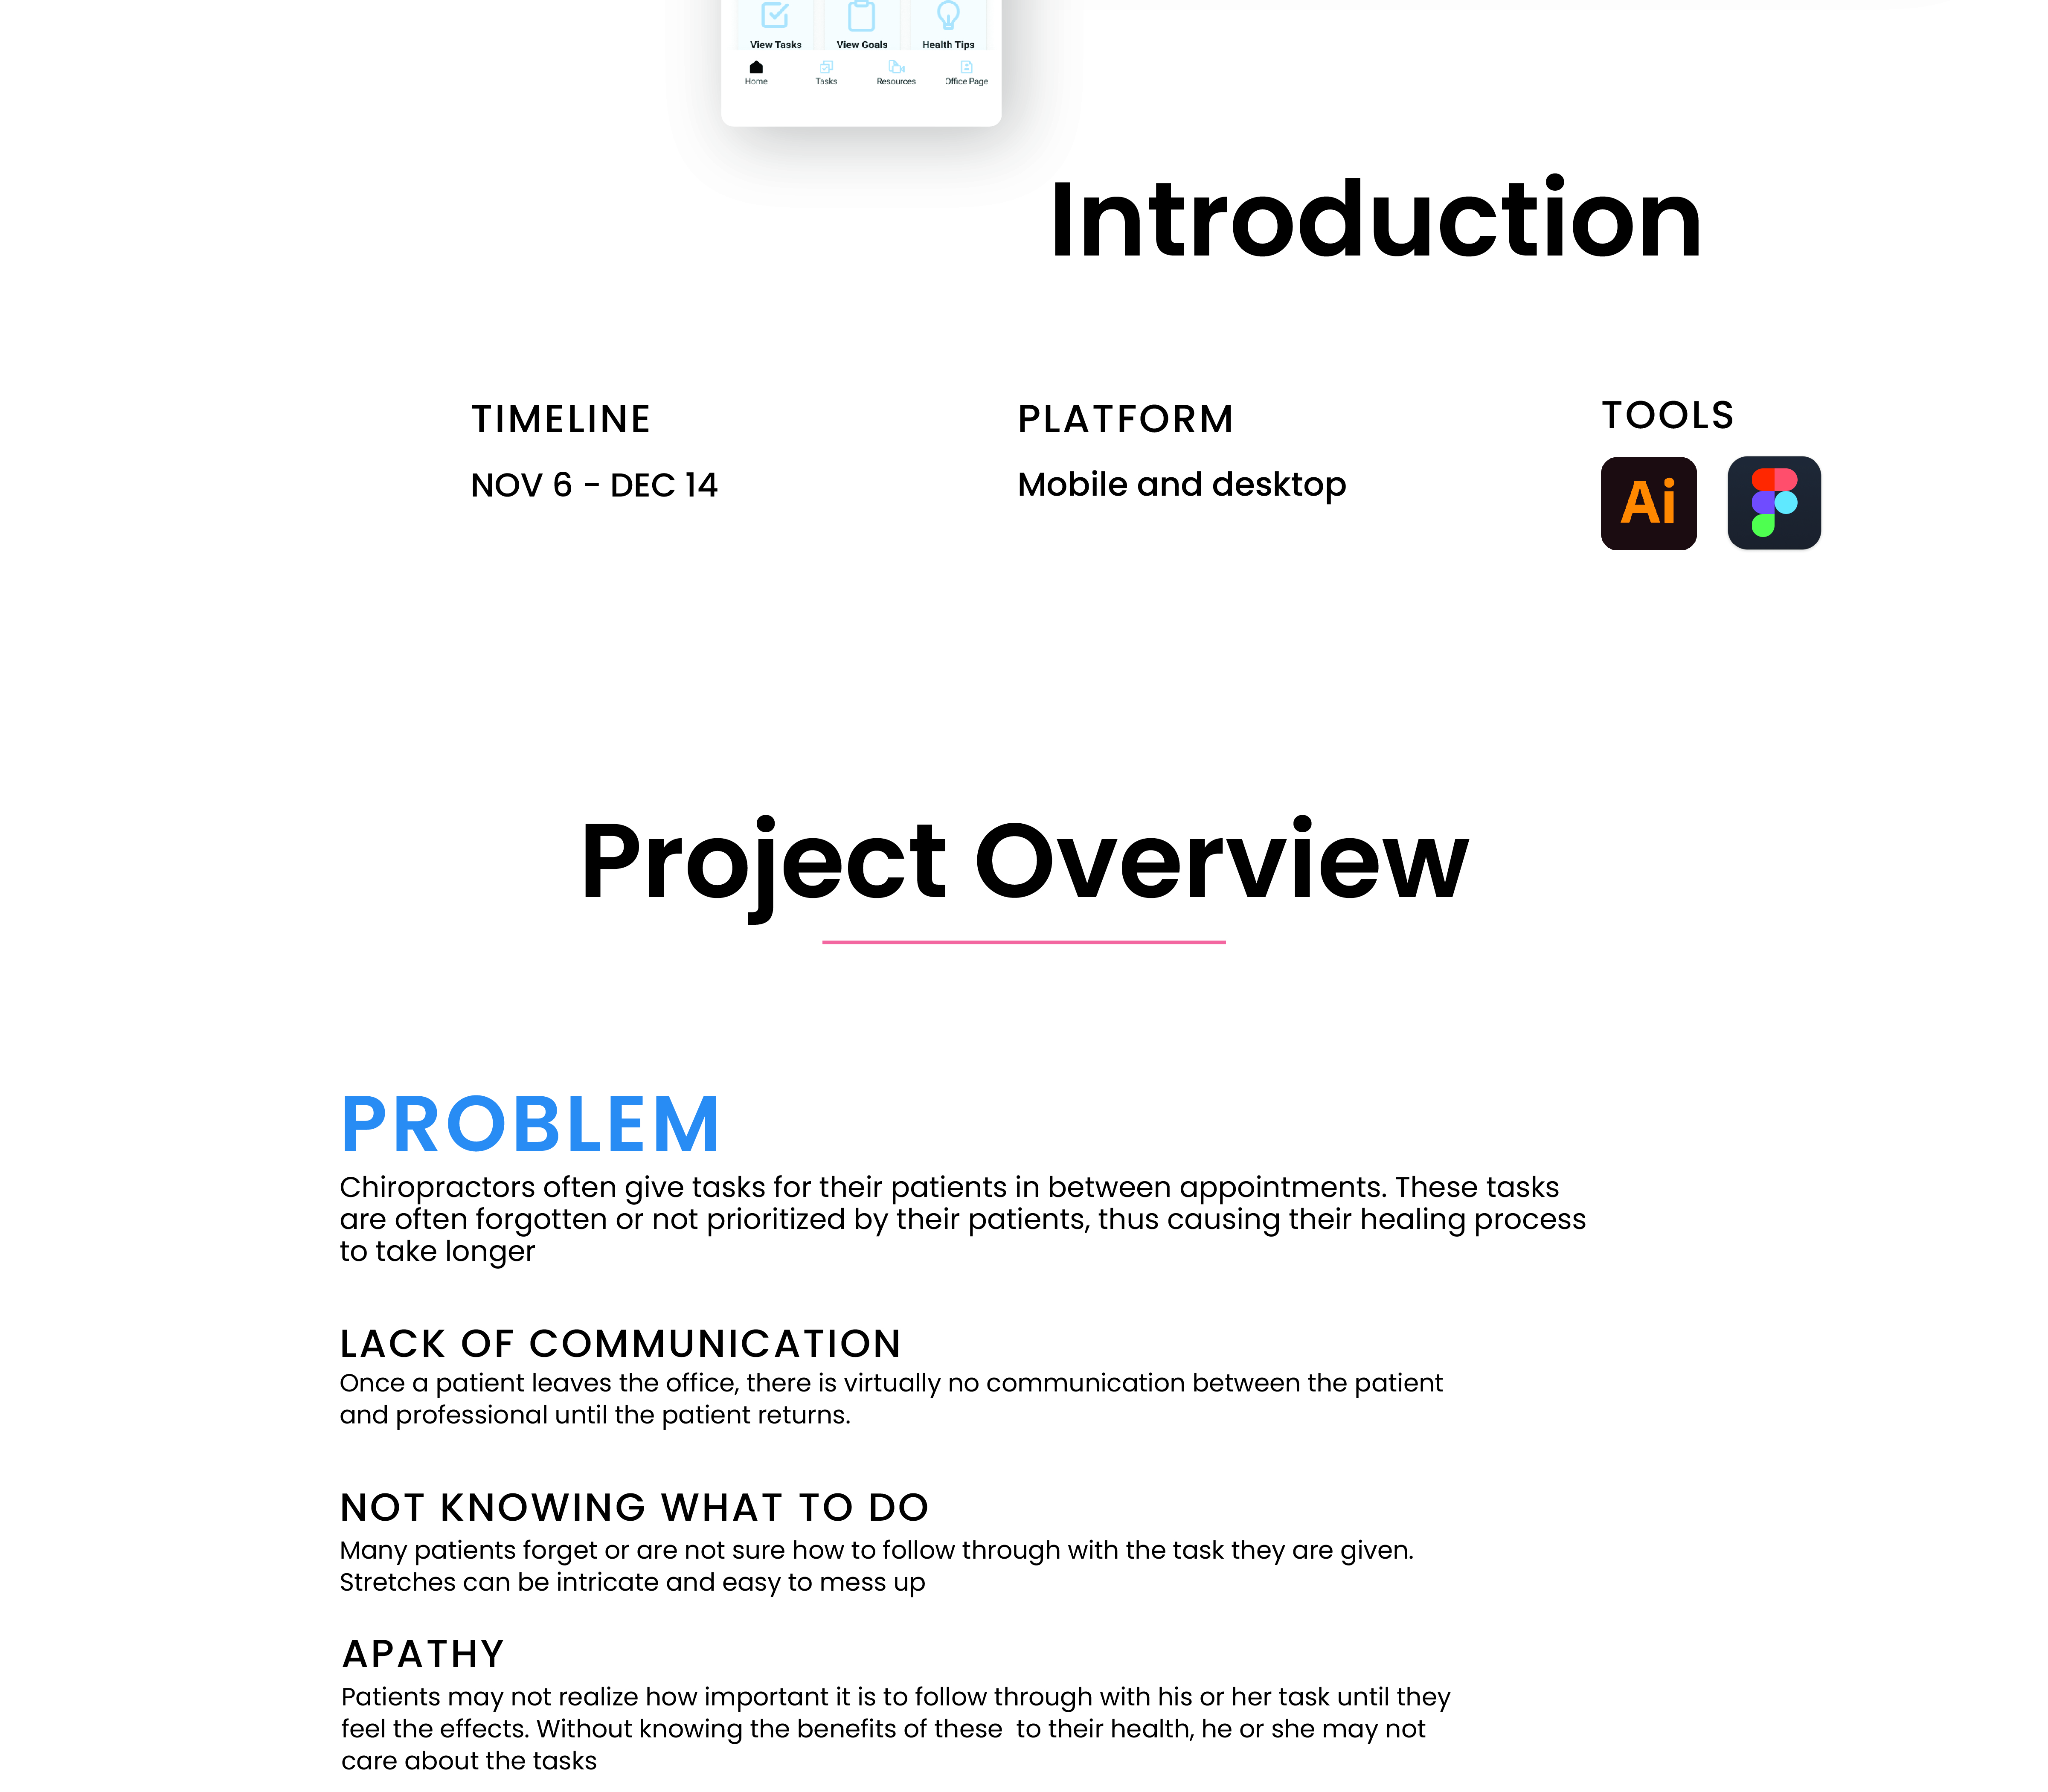 View Tasks View Goals Health Tips
Home Tasks Resources Office Page
Introduction
TIMELINE
NOV 6 - DEC 14
PLATFORM
Mobile and desktop
TOOLS
Ai
Project Overview
PROBLEM
Chiropractors often give tasks for their patients in between appointments. These tasks
are often forgotten or not prioritized by their patients, thus causing their healing process
to take longer
LACK OF COMMUNICATION
Once a patient leaves the office, there is virtually no communication between the patient
and professional until the patient returns.
NOT KNOWING WHAT TO DO
Many patients forget or are not sure how to follow through with the task they are given.
Stretches can be intricate and easy to mess up
APATHY
Patients may not realize how important it is to follow through with his or her task until they
feel the effects. Without knowing the benefits of these  to their health, he or she may not
care about the tasks